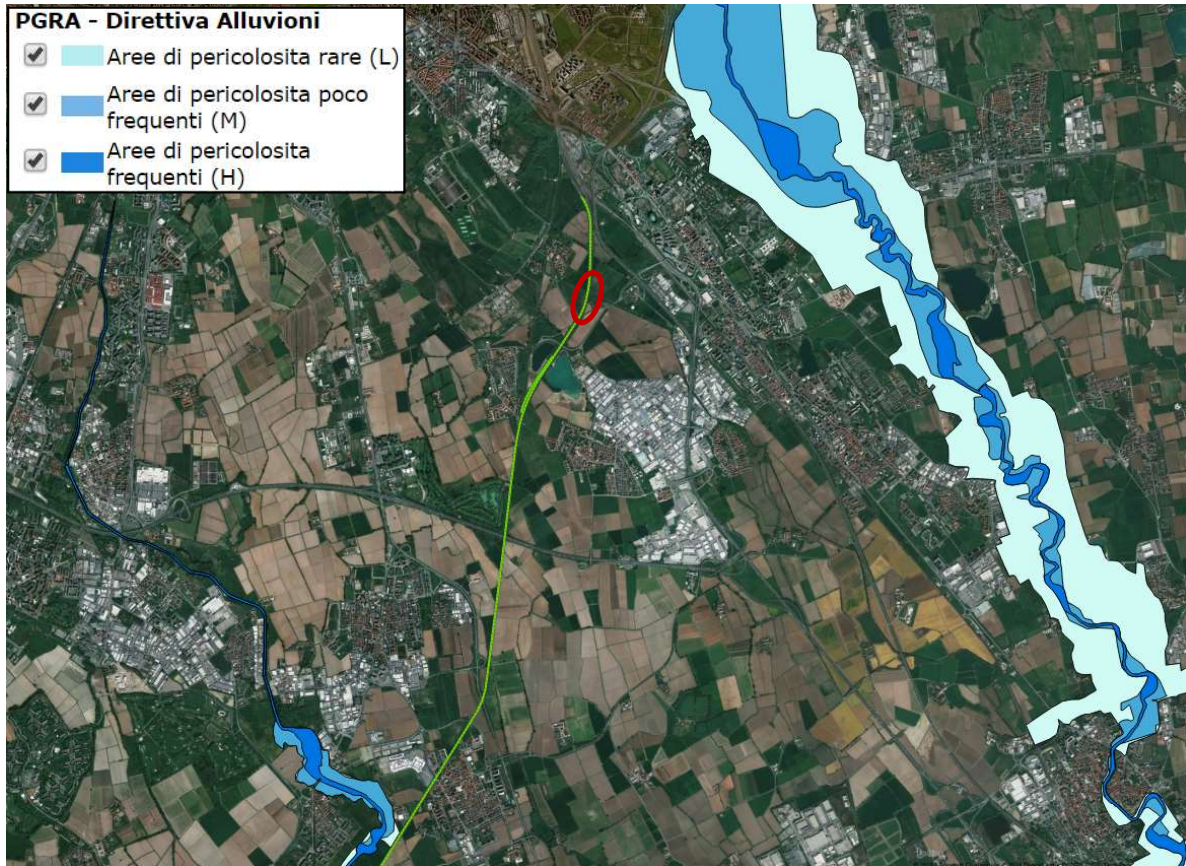 PGRA - Direttiva Alluvioni
Aree di pericolosita rare (L)
Aree di pericolosita poco
frequenti (M)
Aree di pericolosita
frequenti (H)